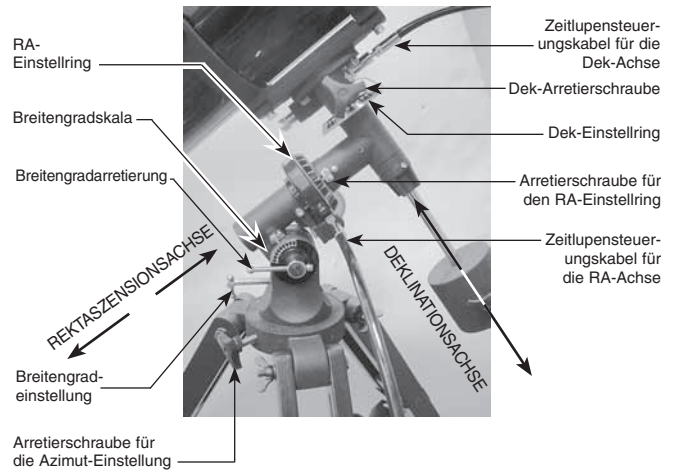 RA-
Einstellring
Breitengradskala
Breitengradarretierung
REKTASZENSIONSACHSE
Breitengrad-
einstellung
Arretierschraube für
die Azimut-Einstellung
Zeitlupensteuer-
ungskabel für die
Dek-Achse
Dek-Arretierschraube
Dek-Einstellring
Arretierschraube für
den RA-Einstellring
Zeitlupensteuer-
ungskabel für
die RA-Achse
DEKLINATIONSACHSE